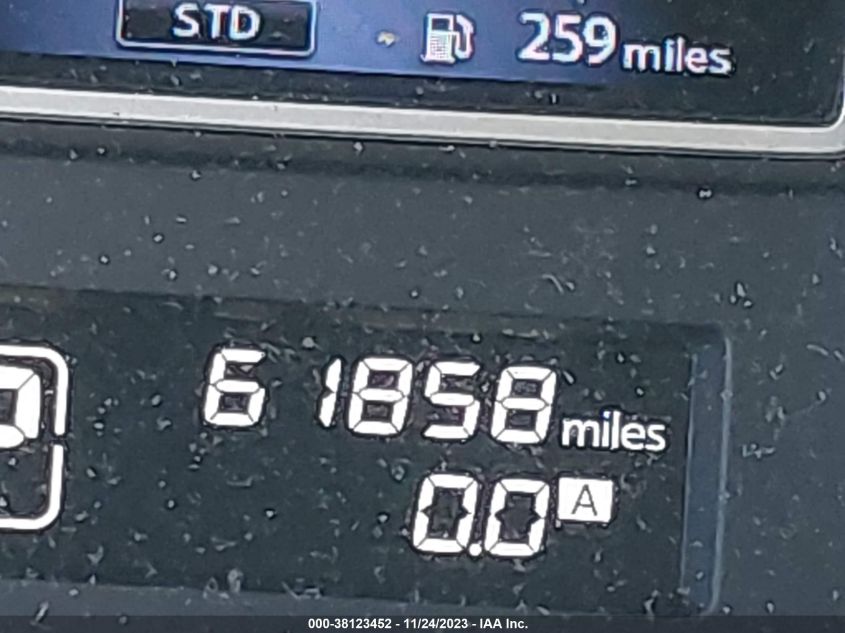 STD
259 miles
61858 miles
0.0 A
000-38123452 - 11/24/2023 - IAA Inc.